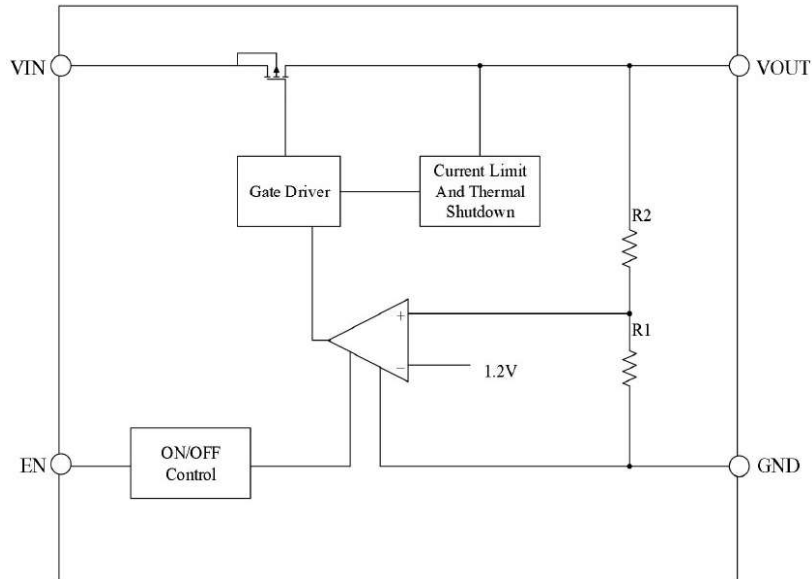 VIN
VOUT
Gate Driver
Current Limit
And Thermal
Shutdown
R2
+
R1
−
1.2V
EN
ON/OFF
Control
GND